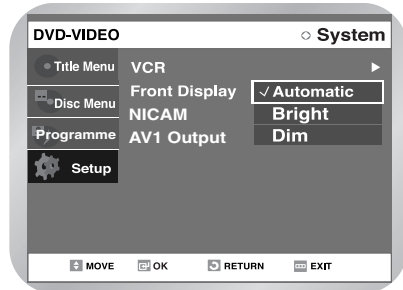 DVD-VIDEO System
Title Menu
Disc Menu
Programme
Setup
VCR
Front Display
NICAM
AV1 Output
✓ Automatic
Bright
Dim
MOVE OK RETURN EXIT